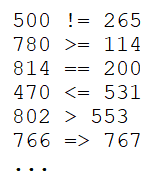 500 != 265
780 >= 114
814 == 200
470 <= 531
802 > 553
766 => 767
...